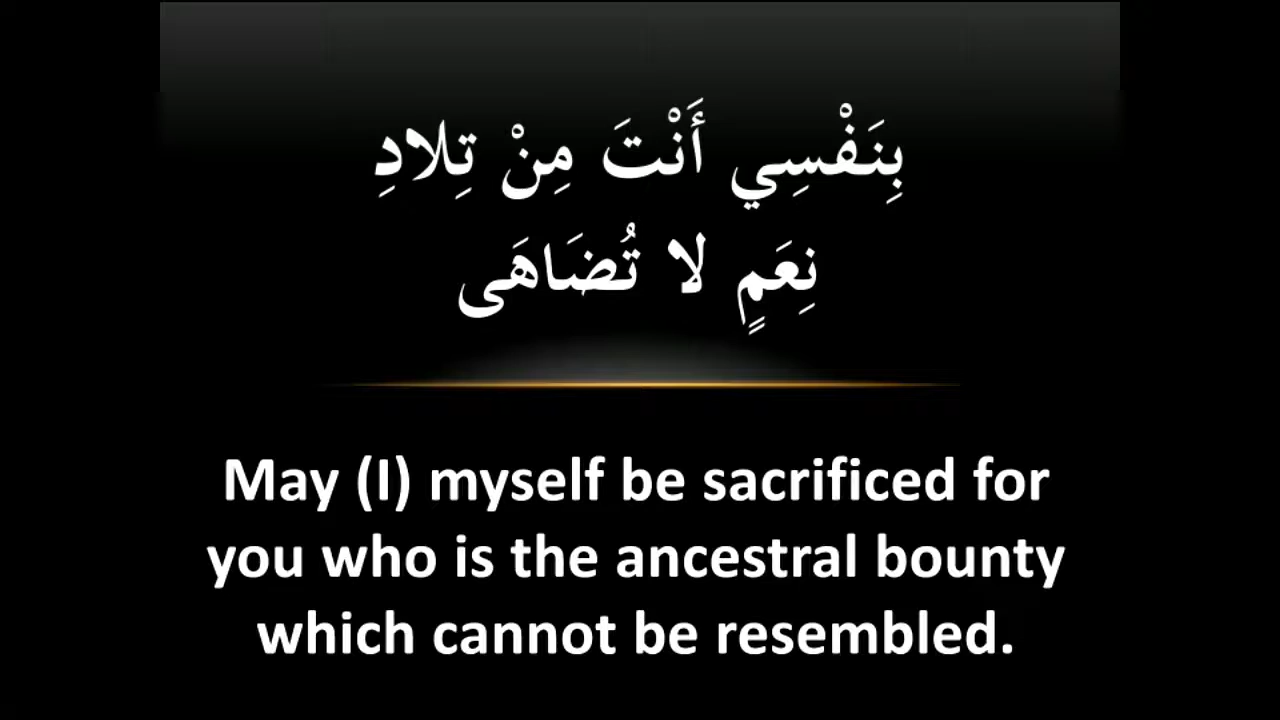 بِنَفْسِي أَنْتَ مِنْ تِلادِ
نِعَمٍ لا تُضَاهَى
May (I) myself be sacrificed for
you who is the ancestral bounty
which cannot be resembled.